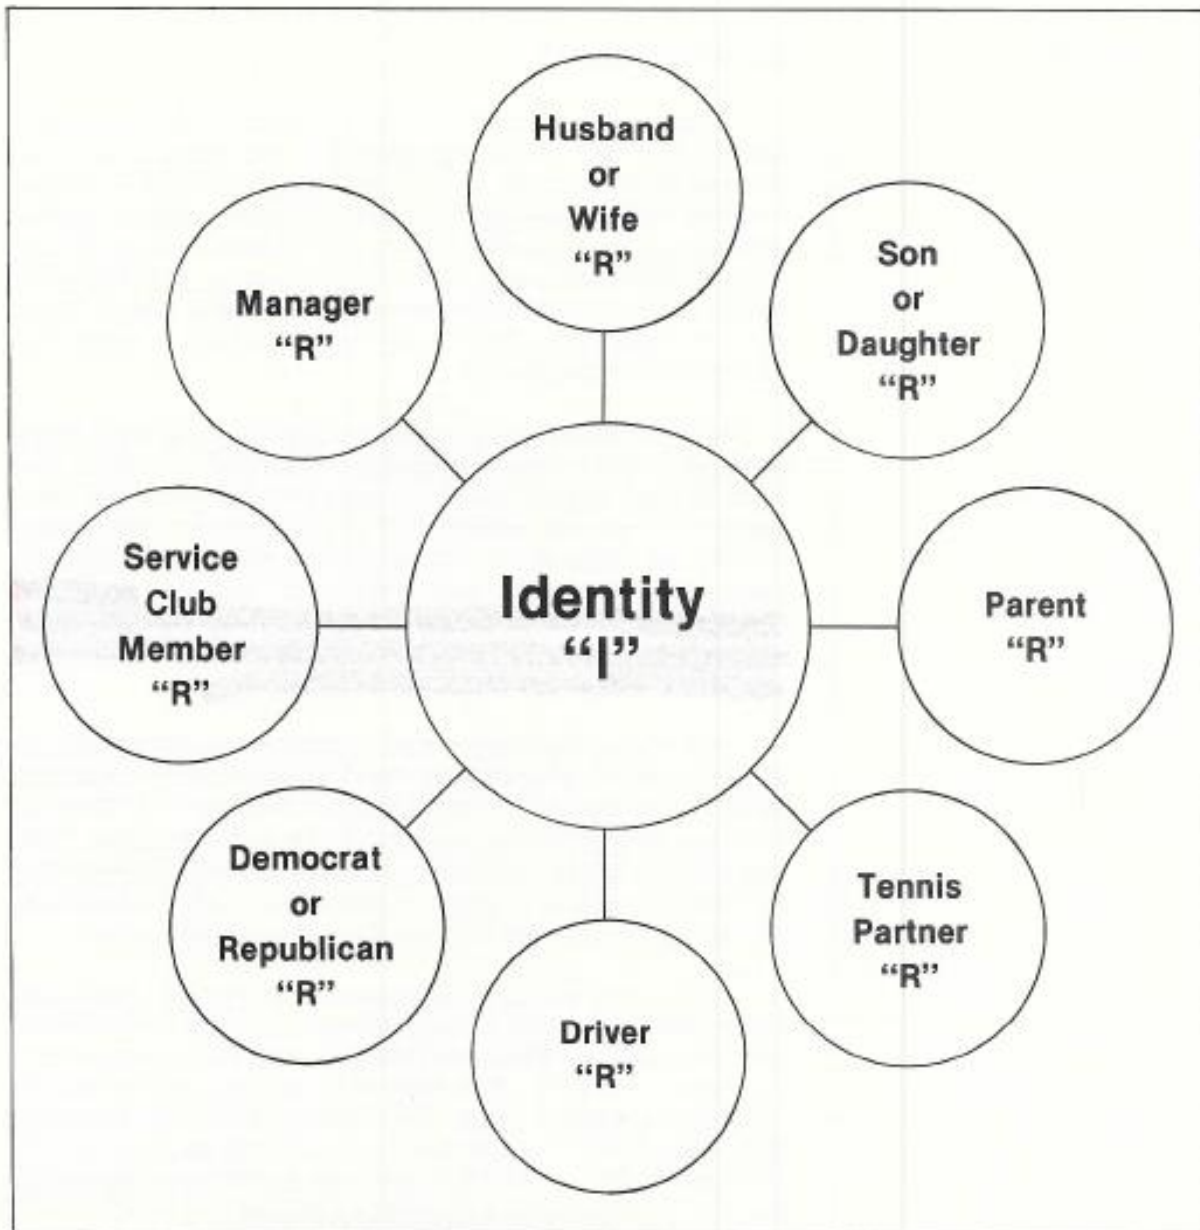 Husband
or
Wife
“R”
Son
or
Daughter
“R”
Parent
“R”
Tennis
Partner
“R”
Driver
“R”
Democrat
or
Republican
“R”
Service
Club
Member
“R”
Manager
“R”
Identity
“I”